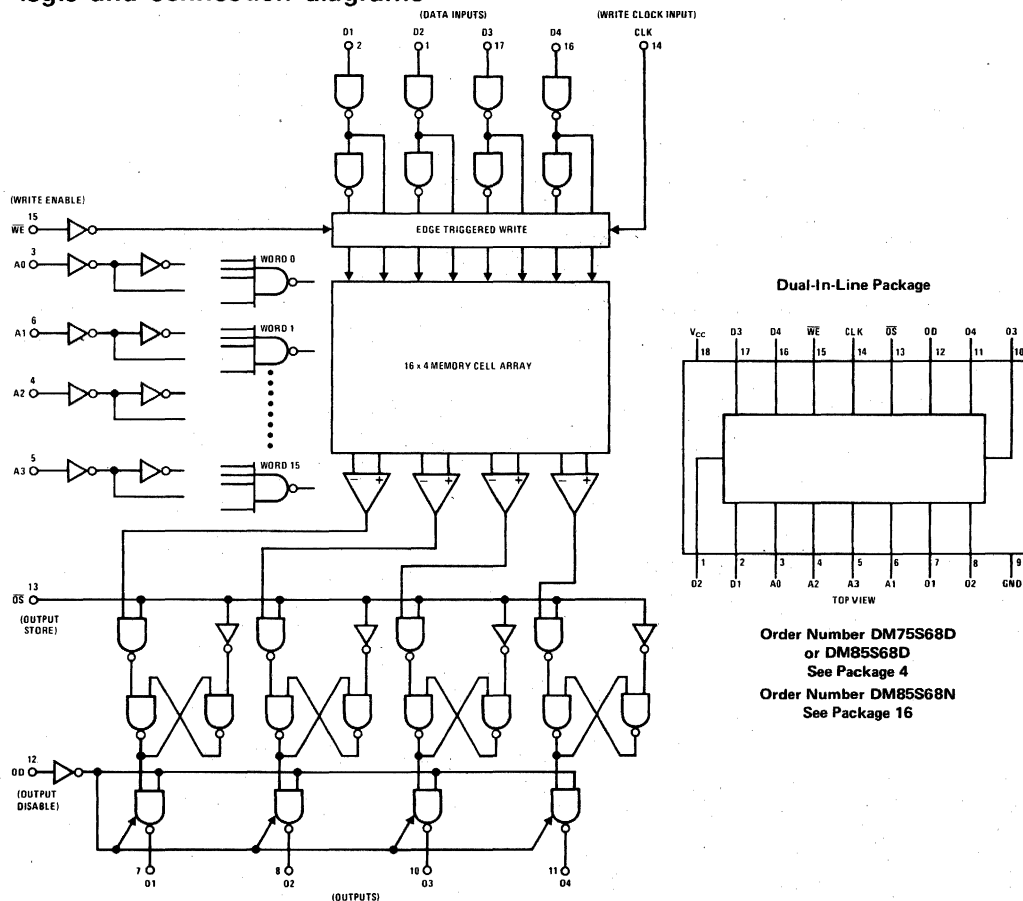 logic and connection diagrams
(DATA INPUTS)
(WRITE CLOCK INPUT)
D1 D2 D3 D4 CLK
2 1 17 16 14
(WRITE ENABLE)
15
WE
EDGE TRIGGERED WRITE
3
A0
WORD 0
6
A1
WORD 1
4
A2
16 x 4 MEMORY CELL ARRAY
5
A3
WORD 15
- + - + - + - +
13
OS
(OUTPUT
STORE)
12
OD
(OUTPUT
DISABLE)
7 8 10 11
O1 O2 O3 O4
(OUTPUTS)
Dual-In-Line Package
VCC D3 D4 WE CLK OS OD O4 O3
18 17 16 15 14 13 12 11 10
1 2 3 4 5 6 7 8 9
D2 D1 A0 A2 A3 A1 O1 O2 GND
TOP VIEW
Order Number DM75S68D
or DM85S68D
See Package 4
Order Number DM85S68N
See Package 16